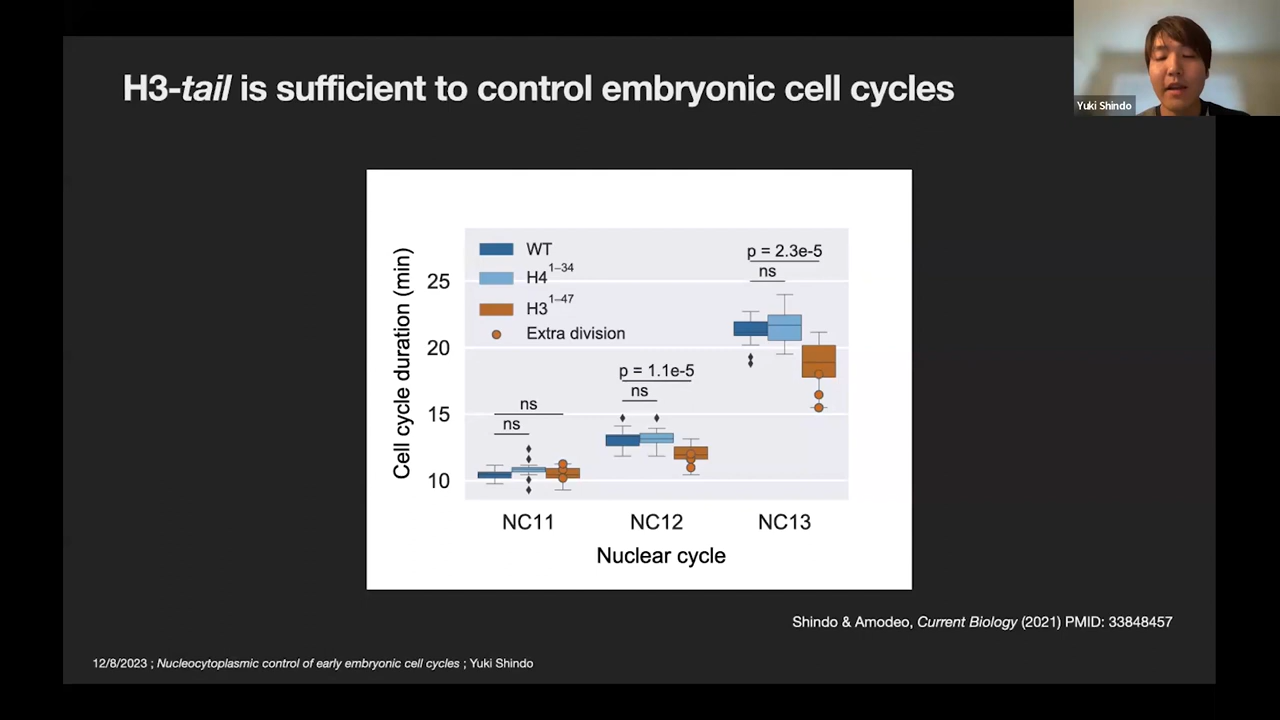 H3-tail is sufficient to control embryonic cell cycles
Yuki Shindo
Cell cycle duration (min)
25
20
15
10
WT
H4 1–34
H3 1–47
Extra division
ns
ns
p = 1.1e-5
ns
p = 2.3e-5
ns
NC11 NC12 NC13
Nuclear cycle
Shindo & Amodeo, Current Biology (2021) PMID: 33848457
12/8/2023 ; Nucleocytoplasmic control of early embryonic cell cycles ; Yuki Shindo